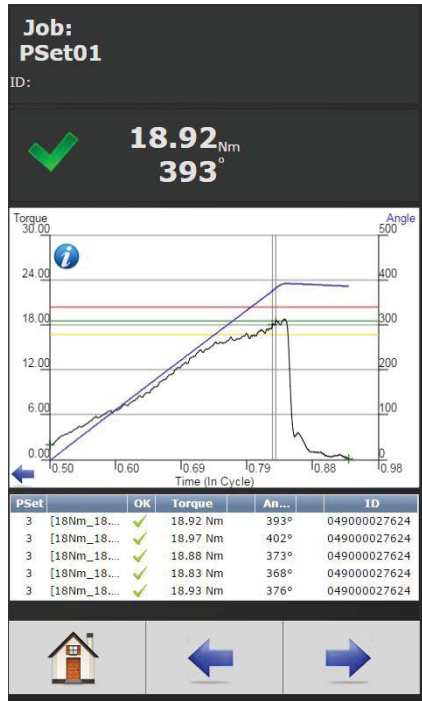 Job:
PSet01
ID:
18.92Nm
393°
Torque Angle
30.00 500
24.00 400
18.00 300
12.00 200
6.00 100
0.00 0
0.50 0.60 0.69 0.79 0.88 0.98
Time (In Cycle)
PSet OK Torque An... ID
3 [18Nm_18.... 18.92 Nm 393° 049000027624
3 [18Nm_18.... 18.97 Nm 402° 049000027624
3 [18Nm_18.... 18.88 Nm 373° 049000027624
3 [18Nm_18.... 18.83 Nm 368° 049000027624
3 [18Nm_18.... 18.93 Nm 376° 049000027624